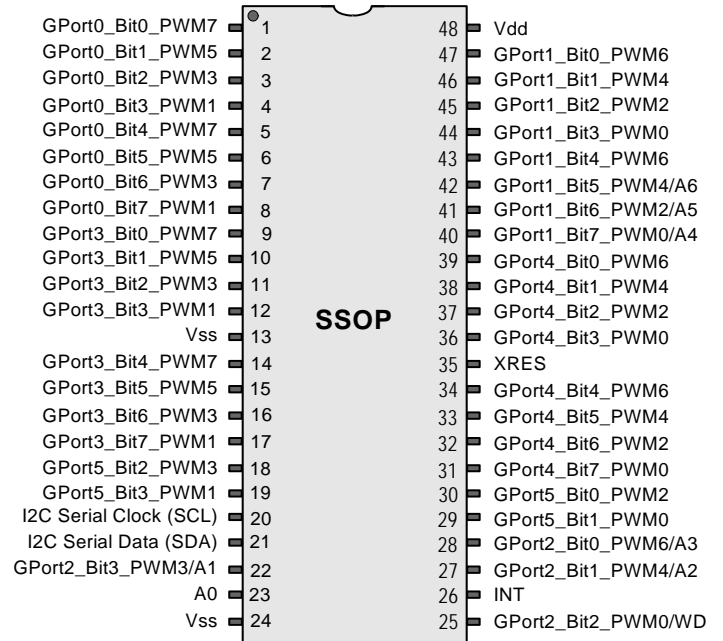 GPort0_Bit0_PWM7 1 48 Vdd
GPort0_Bit1_PWM5 2 47 GPort1_Bit0_PWM6
GPort0_Bit2_PWM3 3 46 GPort1_Bit1_PWM4
GPort0_Bit3_PWM1 4 45 GPort1_Bit2_PWM2
GPort0_Bit4_PWM7 5 44 GPort1_Bit3_PWM0
GPort0_Bit5_PWM5 6 43 GPort1_Bit4_PWM6
GPort0_Bit6_PWM3 7 42 GPort1_Bit5_PWM4/A6
GPort0_Bit7_PWM1 8 41 GPort1_Bit6_PWM2/A5
GPort3_Bit0_PWM7 9 40 GPort1_Bit7_PWM0/A4
GPort3_Bit1_PWM5 10 39 GPort4_Bit0_PWM6
GPort3_Bit2_PWM3 11 38 GPort4_Bit1_PWM4
GPort3_Bit3_PWM1 12 37 GPort4_Bit2_PWM2
SSOP
Vss 13 36 GPort4_Bit3_PWM0
GPort3_Bit4_PWM7 14 35 XRES
GPort3_Bit5_PWM5 15 34 GPort4_Bit4_PWM6
GPort3_Bit6_PWM3 16 33 GPort4_Bit5_PWM4
GPort3_Bit7_PWM1 17 32 GPort4_Bit6_PWM2
GPort5_Bit2_PWM3 18 31 GPort4_Bit7_PWM0
GPort5_Bit3_PWM1 19 30 GPort5_Bit0_PWM2
I2C Serial Clock (SCL) 20 29 GPort5_Bit1_PWM0
I2C Serial Data (SDA) 21 28 GPort2_Bit0_PWM6/A3
GPort2_Bit3_PWM3/A1 22 27 GPort2_Bit1_PWM4/A2
A0 23 26 INT
Vss 24 25 GPort2_Bit2_PWM0/WD